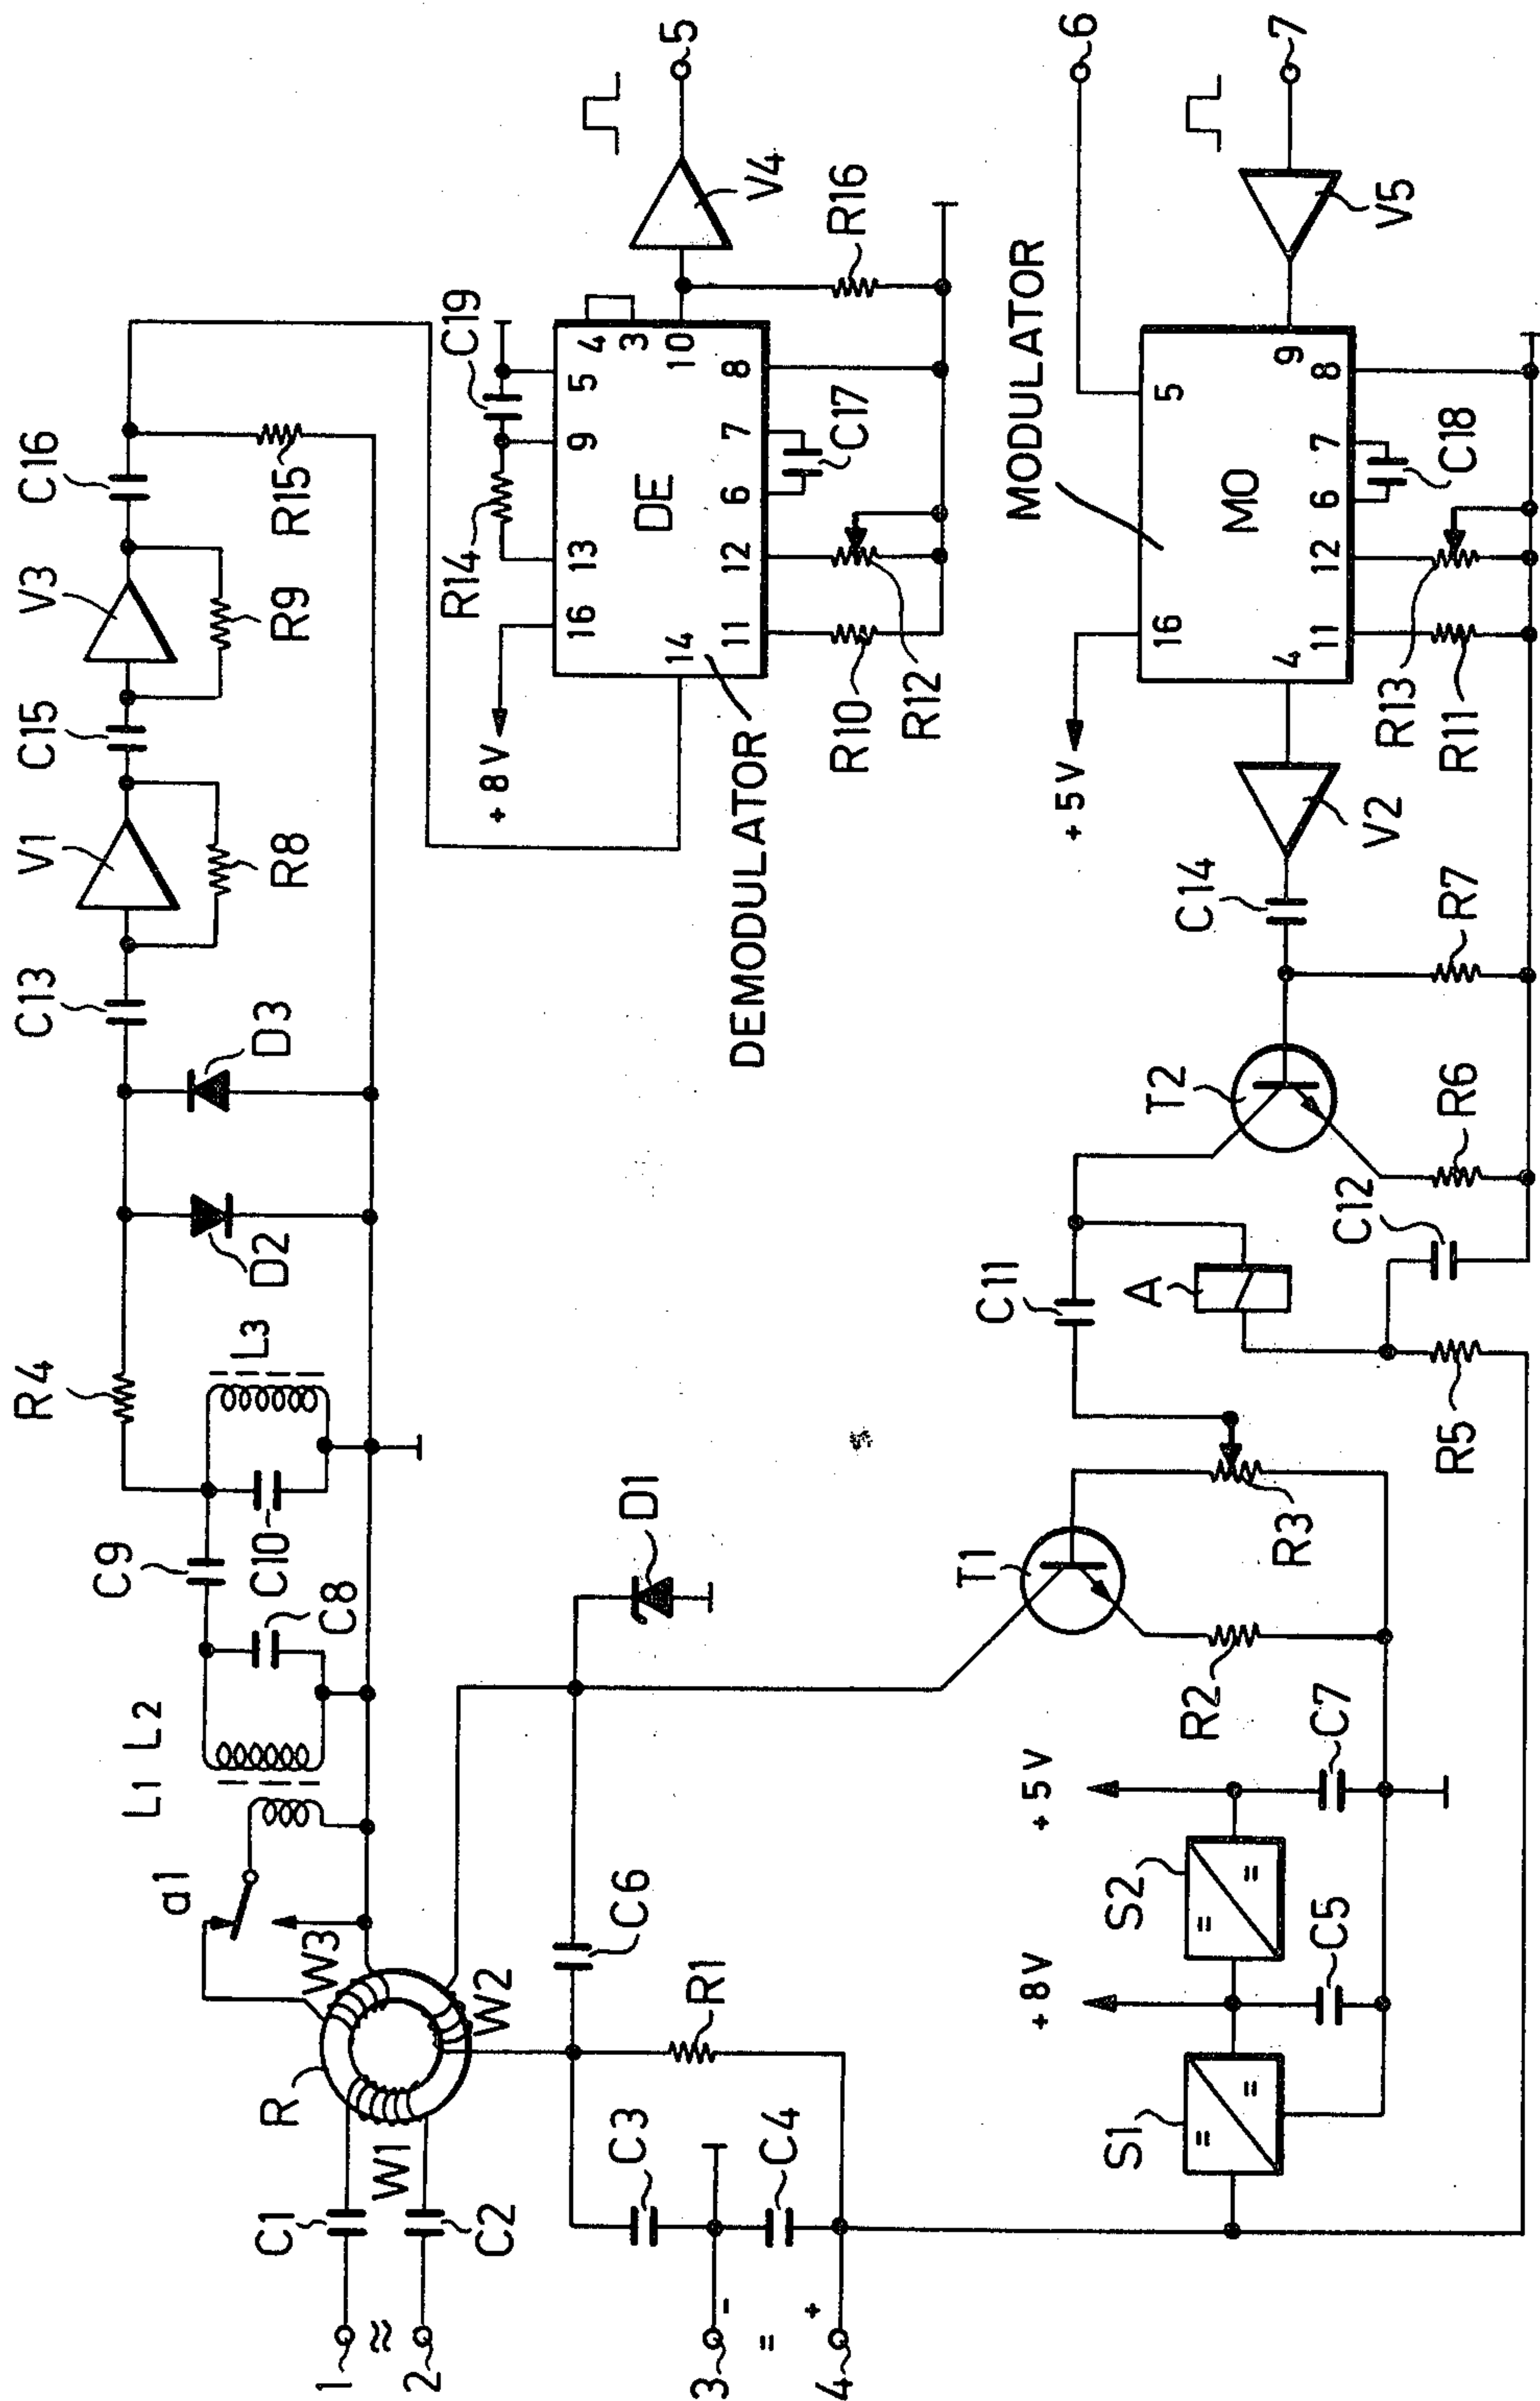 C16
V3
R15
R9
C15
V1
R8
C13
D3
D2
R4
L3
C9
C10
C8
L1 L2
a1
W3
R
W1
W2
C1
C2
1
≈
2
5
V4
R16
C19
4
3
10
5
9
13
16
14
R14
DE
8
7
6
12
11
C17
+ 8 V
R10
R12
DEMODULATOR
D1
C6
R1
C3
C4
3
-
=
+
4
6
7
V5
MODULATOR
5
9
16
MO
4
8
7
6
12
11
C18
+ 5 V
R13
R11
V2
C14
R7
T2
R6
C12
C11
A
R5
T1
R3
R2
+ 5 V
C7
S2
=
=
+ 8 V
C5
S1
=
=